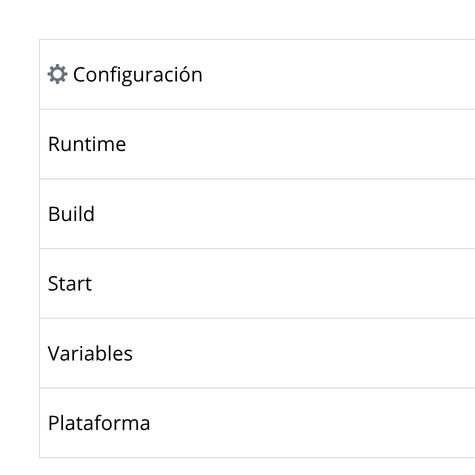 Configuración
Runtime
Build
Start
Variables
Plataforma